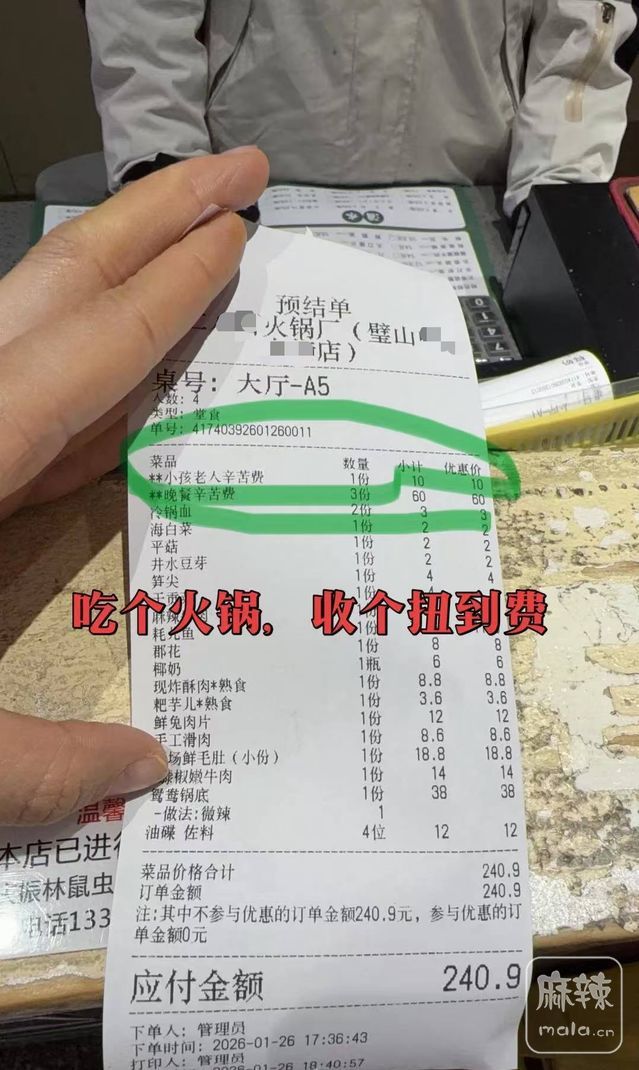 预结单
火锅厂（璧山
店）
桌号：大厅-A5
人数：4
类型：堂食
单号：41740392601260011
菜品 数量 小计 优惠价
**小孩老人辛苦费 1份 10 10
**晚餐辛苦费 3份 60 60
冷锅血 2份 3 3
海白菜 1份 2 2
平菇 1份 2 2
井水豆芽 1份 2 2
笋尖 1份 4 4
吃个火锅，收个扭到费
耗儿鱼
郡花 1份 8 8
椰奶 1瓶 6 6
现炸酥肉*熟食 1份 8.8 8.8
粑芋儿*熟食 1份 3.6 3.6
鲜兔肉片 1份 12 12
手工滑肉 1份 8.6 8.6
场鲜毛肚（小份） 1份 18.8 18.8
椒嫩牛肉 1份 14 14
鸳鸯锅底 1份 38 38
-做法:微辣 1
油碟 佐料 4位 12 12
菜品价格合计 240.9
订单金额 240.9
注:其中不参与优惠的订单金额240.9元，参与优惠的订
单金额0元
应付金额 240.9
下单人：管理员
下单时间：2026-01-26 17:36:43
打印人：管理员
2026-01-26 18:40:57
温馨
本店已进行
振林鼠虫
电话133
麻辣
mala.cn